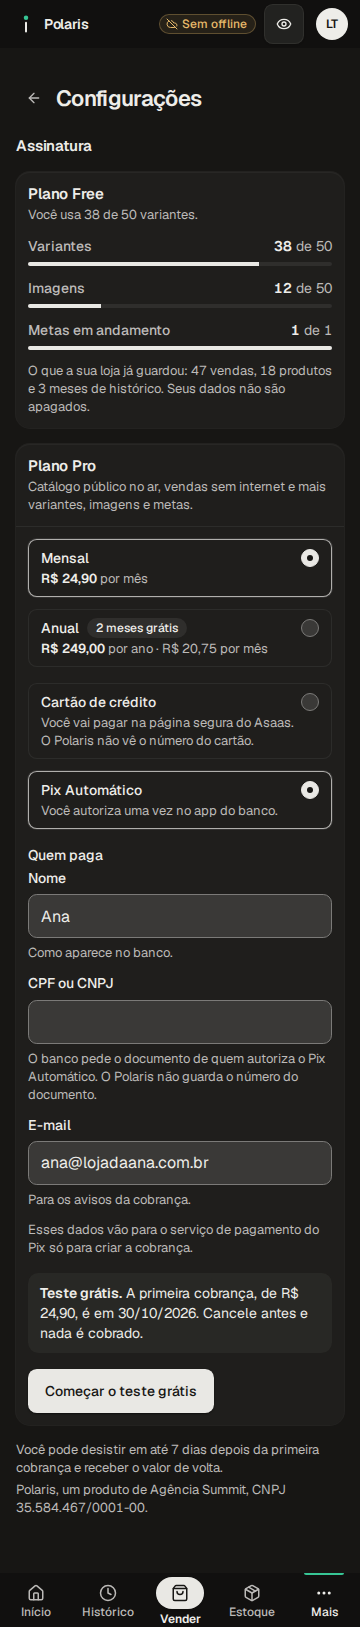 Polaris
Sem offline
LT
Configurações
Assinatura
Plano Free
Você usa 38 de 50 variantes.
Variantes 38 de 50
Imagens 12 de 50
Metas em andamento 1 de 1
O que a sua loja já guardou: 47 vendas, 18 produtos
e 3 meses de histórico. Seus dados não são
apagados.
Plano Pro
Catálogo público no ar, vendas sem internet e mais
variantes, imagens e metas.
Mensal
R$ 24,90 por mês
Anual 2 meses grátis
R$ 249,00 por ano · R$ 20,75 por mês
Cartão de crédito
Você vai pagar na página segura do Asaas.
O Polaris não vê o número do cartão.
Pix Automático
Você autoriza uma vez no app do banco.
Quem paga
Nome
Ana
Como aparece no banco.
CPF ou CNPJ
O banco pede o documento de quem autoriza o Pix
Automático. O Polaris não guarda o número do
documento.
E-mail
ana@lojadaana.com.br
Para os avisos da cobrança.
Esses dados vão para o serviço de pagamento do
Pix só para criar a cobrança.
Teste grátis. A primeira cobrança, de R$
24,90, é em 30/10/2026. Cancele antes e
nada é cobrado.
Começar o teste grátis
Você pode desistir em até 7 dias depois da primeira
cobrança e receber o valor de volta.
Polaris, um produto de Agência Summit, CNPJ
35.584.467/0001-00.
Início Histórico Vender Estoque Mais